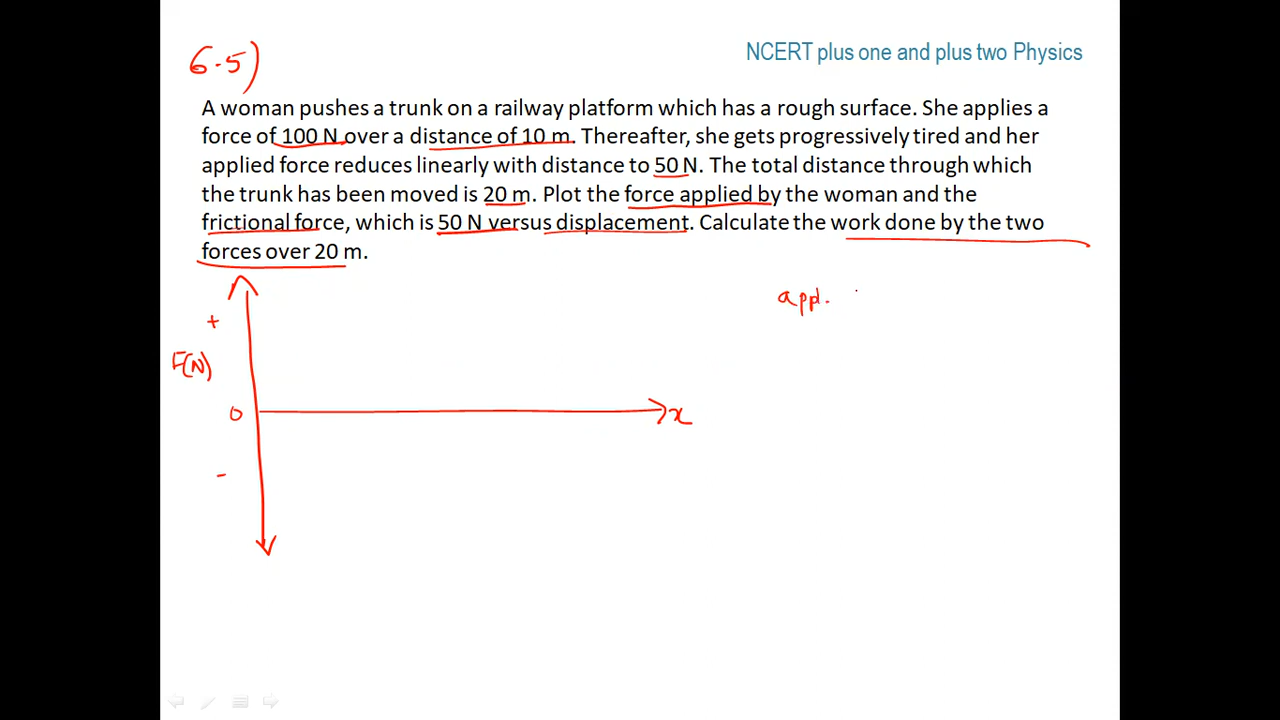 6.5)
NCERT plus one and plus two Physics
A woman pushes a trunk on a railway platform which has a rough surface. She applies a
force of 100 N over a distance of 10 m. Thereafter, she gets progressively tired and her
applied force reduces linearly with distance to 50 N. The total distance through which
the trunk has been moved is 20 m. Plot the force applied by the woman and the
frictional force, which is 50 N versus displacement. Calculate the work done by the two
forces over 20 m.
appl.
+
F(N)
0
x
-